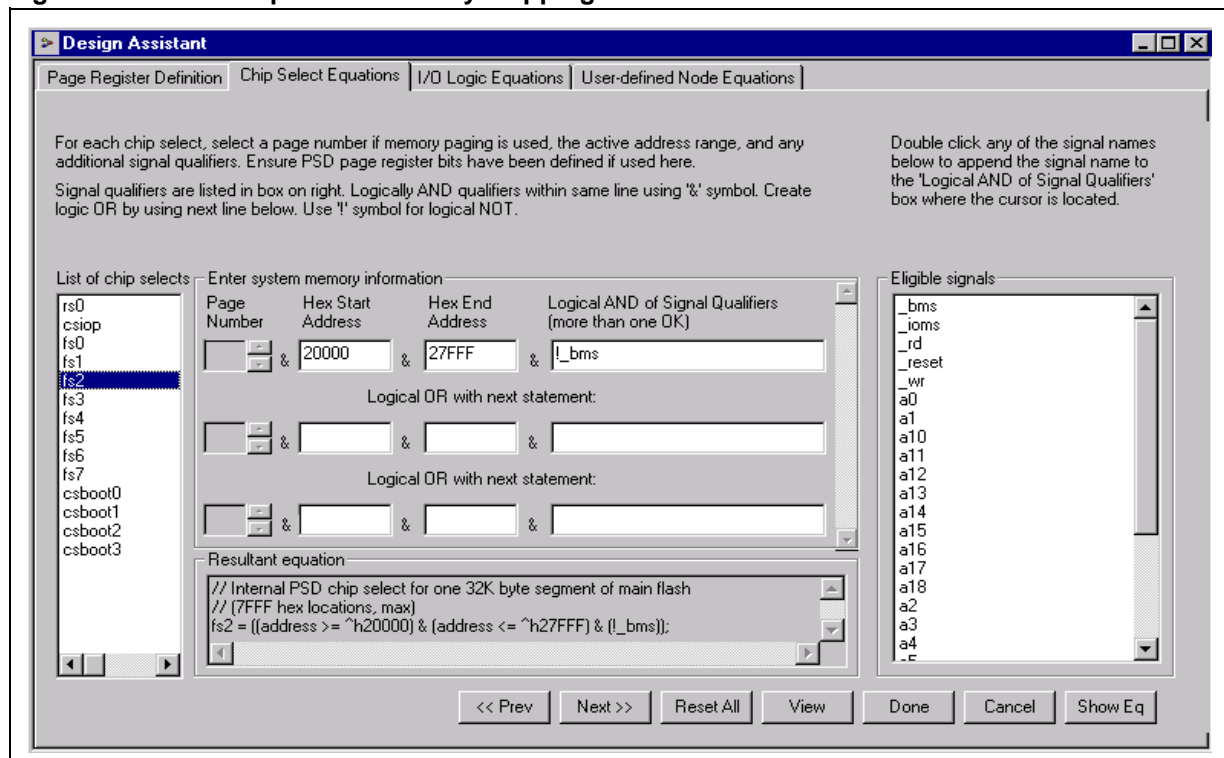 Design Assistant
Page Register Definition Chip Select Equations I/O Logic Equations User-defined Node Equations
For each chip select, select a page number if memory paging is used, the active address range, and any
additional signal qualifiers. Ensure PSD page register bits have been defined if used here.
Signal qualifiers are listed in box on right. Logically AND qualifiers within same line using '&' symbol. Create
logic OR by using next line below. Use '!' symbol for logical NOT.
Double click any of the signal names
below to append the signal name to
the 'Logical AND of Signal Qualifiers'
box where the cursor is located.
List of chip selects
rs0
csiop
fs0
fs1
fs2
fs3
fs4
fs5
fs6
fs7
csboot0
csboot1
csboot2
csboot3
Enter system memory information
Page
Number
Hex Start
Address
Hex End
Address
Logical AND of Signal Qualifiers
(more than one OK)
& 20000 & 27FFF & !_bms
Logical OR with next statement:
& & &
Logical OR with next statement:
& & &
Resultant equation
// Internal PSD chip select for one 32K byte segment of main flash
// (7FFF hex locations, max)
fs2 = ((address >= ^h20000) & (address <= ^h27FFF) & (!_bms));
Eligible signals
_bms
_ioms
_rd
_reset
_wr
a0
a1
a10
a11
a12
a13
a14
a15
a16
a17
a18
a2
a3
a4
<< Prev Next >> Reset All View Done Cancel Show Eq